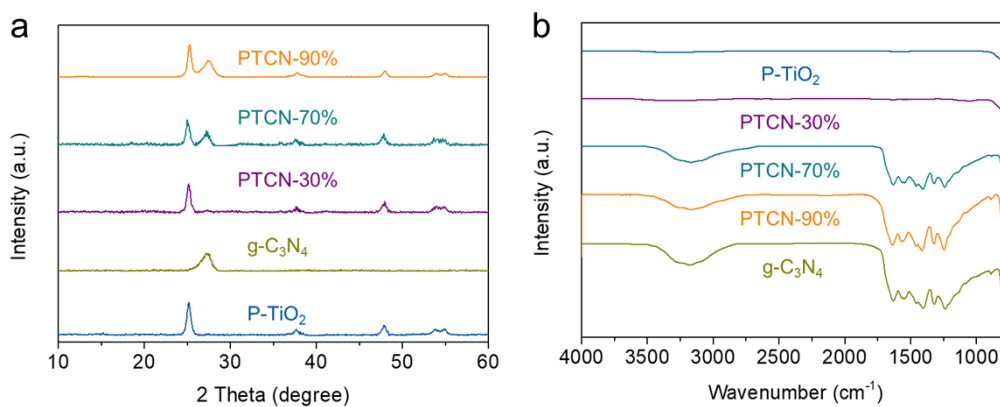 a
PTCN-90%
PTCN-70%
PTCN-30%
g-C₃N₄
P-TiO₂
10 20 30 40 50 60
2 Theta (degree)
Intensity (a.u.)
b
P-TiO₂
PTCN-30%
PTCN-70%
PTCN-90%
g-C₃N₄
4000 3500 3000 2500 2000 1500 1000
Wavenumber (cm⁻¹)
Intensity (a.u.)